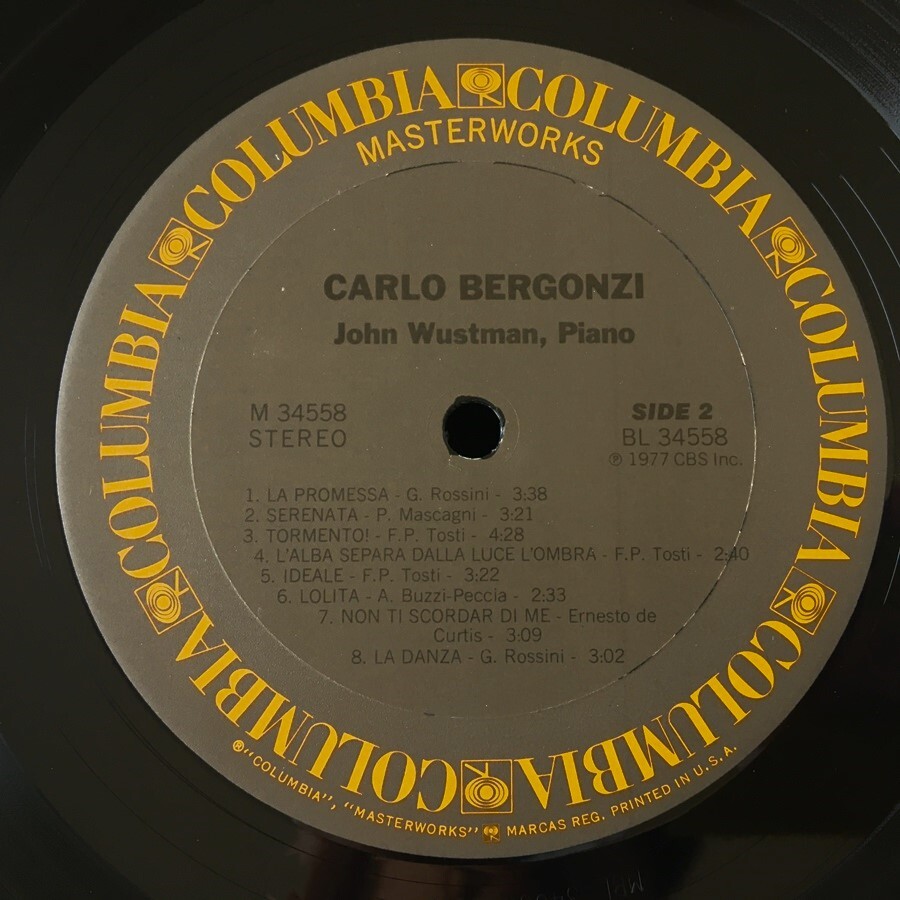 COLUMBIA COLUMBIA COLUMBIA COLUMBIA COLUMBIA COLUMBIA COLUMBIA COLUMBIA
MASTERWORKS
CARLO BERGONZI
John Wustman, Piano
M 34558
STEREO
SIDE 2
BL 34558
℗ 1977 CBS Inc.
1. LA PROMESSA - G. Rossini - 3:38
2. SERENATA - P. Mascagni - 3:21
3. TORMENTO! - F.P. Tosti - 4:28
4. L'ALBA SEPARA DALLA LUCE L'OMBRA - F.P. Tosti - 2:40
5. IDEALE - F.P. Tosti - 3:22
6. LOLITA - A. Buzzi-Peccia - 2:33
7. NON TI SCORDAR DI ME - Ernesto de
Curtis - 3:09
8. LA DANZA - G. Rossini - 3:02
®"COLUMBIA", "MASTERWORKS" MARCAS REG. PRINTED IN U.S.A.